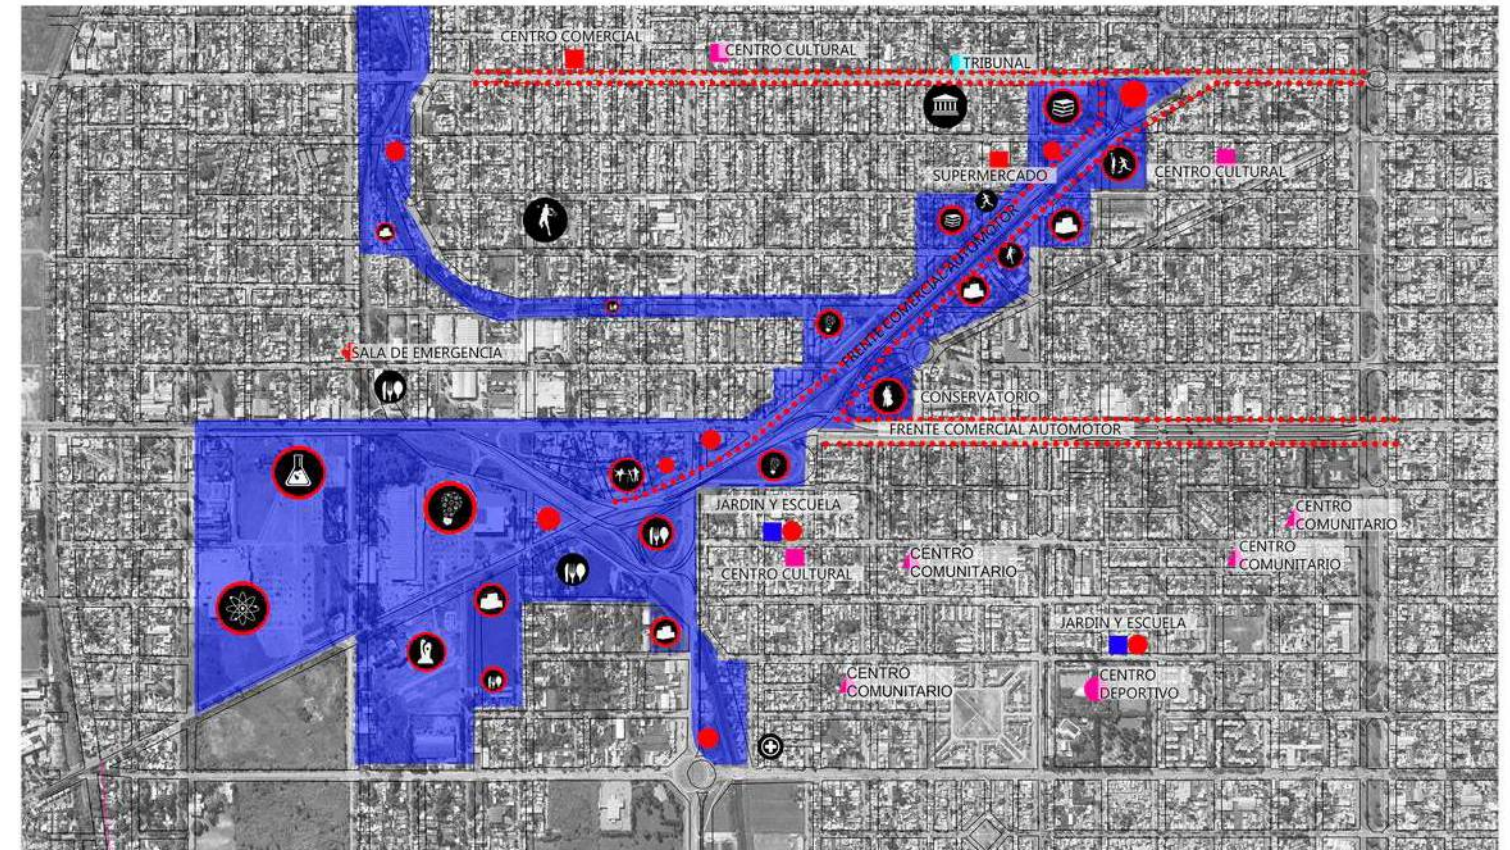 CENTRO COMERCIAL
CENTRO CULTURAL
TRIBUNAL
SUPERMERCADO
CENTRO CULTURAL
FRENTE COMERCIAL AUTOMOTOR
SALA DE EMERGENCIA
CONSERVATORIO
FRENTE COMERCIAL AUTOMOTOR
JARDIN Y ESCUELA
CENTRO CULTURAL
CENTRO
COMUNITARIO
CENTRO
COMUNITARIO
CENTRO
COMUNITARIO
JARDIN Y ESCUELA
CENTRO
COMUNITARIO
CENTRO
DEPORTIVO